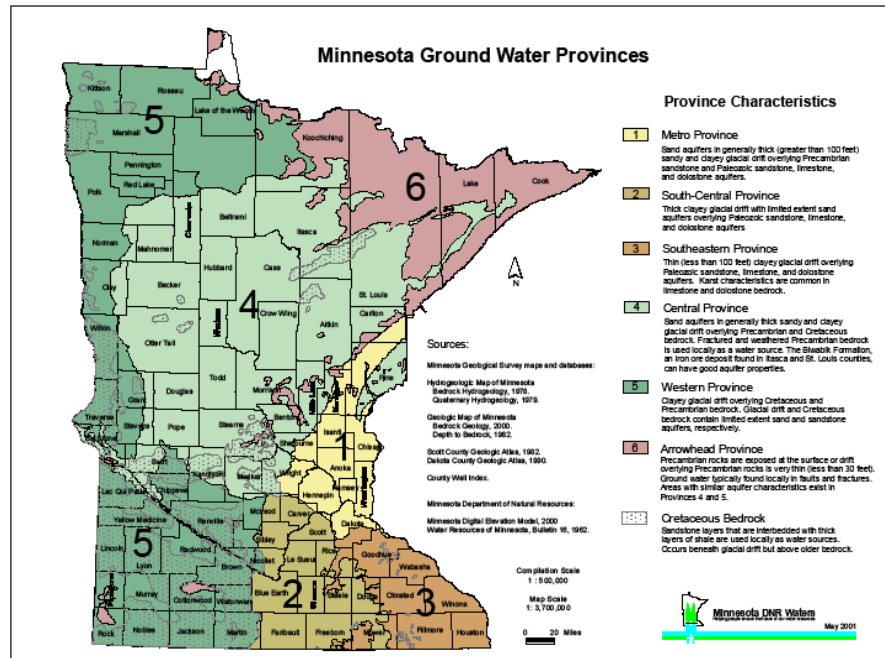 Minnesota Ground Water Provinces
Province Characteristics
1 Metro Province
Sand aquifers in generally thick (greater than 100 feet)
sandy and clayey glacial drift overlying Precambrian
sandstone and Paleozoic sandstone, limestone,
and dolostone aquifers.
2 South-Central Province
Thick clayey glacial drift with limited extent sand
aquifers overlying Paleozoic sandstone, limestone,
and dolostone aquifers
3 Southeastern Province
Thin (less than 100 feet) clayey glacial drift overlying
Paleozoic sandstone, limestone, and dolostone
aquifers. Karst characteristics are common in
limestone and dolostone bedrock.
4 Central Province
Sand aquifers in generally thick sandy and clayey
glacial drift overlying Precambrian and Cretaceous
bedrock. Fractured and weathered Precambrian bedrock
is used locally as a water source. The Biwabik Formation,
an iron ore deposit found in Itasca and St. Louis counties,
can have good aquifer properties.
5 Western Province
Clayey glacial drift overlying Cretaceous and
Precambrian bedrock. Glacial drift and Cretaceous
bedrock contain limited extent sand and sandstone
aquifers, respectively.
6 Arrowhead Province
Precambrian rocks are exposed at the surface or drift
overlying Precambrian rocks is very thin (less than 30 feet).
Ground water typically found locally in faults and fractures.
Areas with similar aquifer characteristics exist in
Provinces 4 and 5.
Cretaceous Bedrock
Sandstone layers that are interbedded with thick
layers of shale are used locally as water sources.
Occurs beneath glacial drift but above older bedrock.
Kittson
Roseau
Lake of the Woods
5
Marshall
Koochiching
Pennington
Red Lake
6
Lake
Cook
Polk
Beltrami
Clearwater
Itasca
Norman
Mahnomen
Hubbard
Cass
St. Louis
N
Clay
Becker
4
Crow Wing
Aitkin
Carlton
Wilkin
Wadena
Otter Tail
Todd
Pine
Grant
Douglas
Morrison
Mille Lacs
Traverse
Stevens
Pope
Stearns
Benton
Isanti
1
Sherburne
Chisago
Swift
Kandiyohi
Meeker
Wright
Anoka
Ramsey
Washington
Lac Qui Parle
Chippewa
Hennepin
McLeod
Carver
Dakota
Yellow Medicine
Renville
Scott
Sibley
Goodhue
Lincoln
5
Lyon
Redwood
Nicollet
Le Sueur
Rice
Wabasha
Brown
Blue Earth
2
Waseca
Steele
Dodge
Olmsted
3
Winona
Murray
Cottonwood
Watonwan
Rock
Nobles
Jackson
Martin
Faribault
Freeborn
Mower
Fillmore
Houston
Sources:
Minnesota Geological Survey maps and databases:
Hydrogeologic Map of Minnesota
Bedrock Hydrogeology, 1978.
Quaternary Hydrogeology, 1979.
Geologic Map of Minnesota
Bedrock Geology, 2000.
Depth to Bedrock, 1982.
Scott County Geologic Atlas, 1982.
Dakota County Geologic Atlas, 1990.
County Well Index.
Minnesota Department of Natural Resources:
Minnesota Digital Elevation Model, 2000
Water Resources of Minnesota, Bulletin 16, 1962.
Compilation Scale
1 : 500,000
Map Scale
1: 3,700,000
0 20 Miles
Minnesota DNR Waters
May 2001